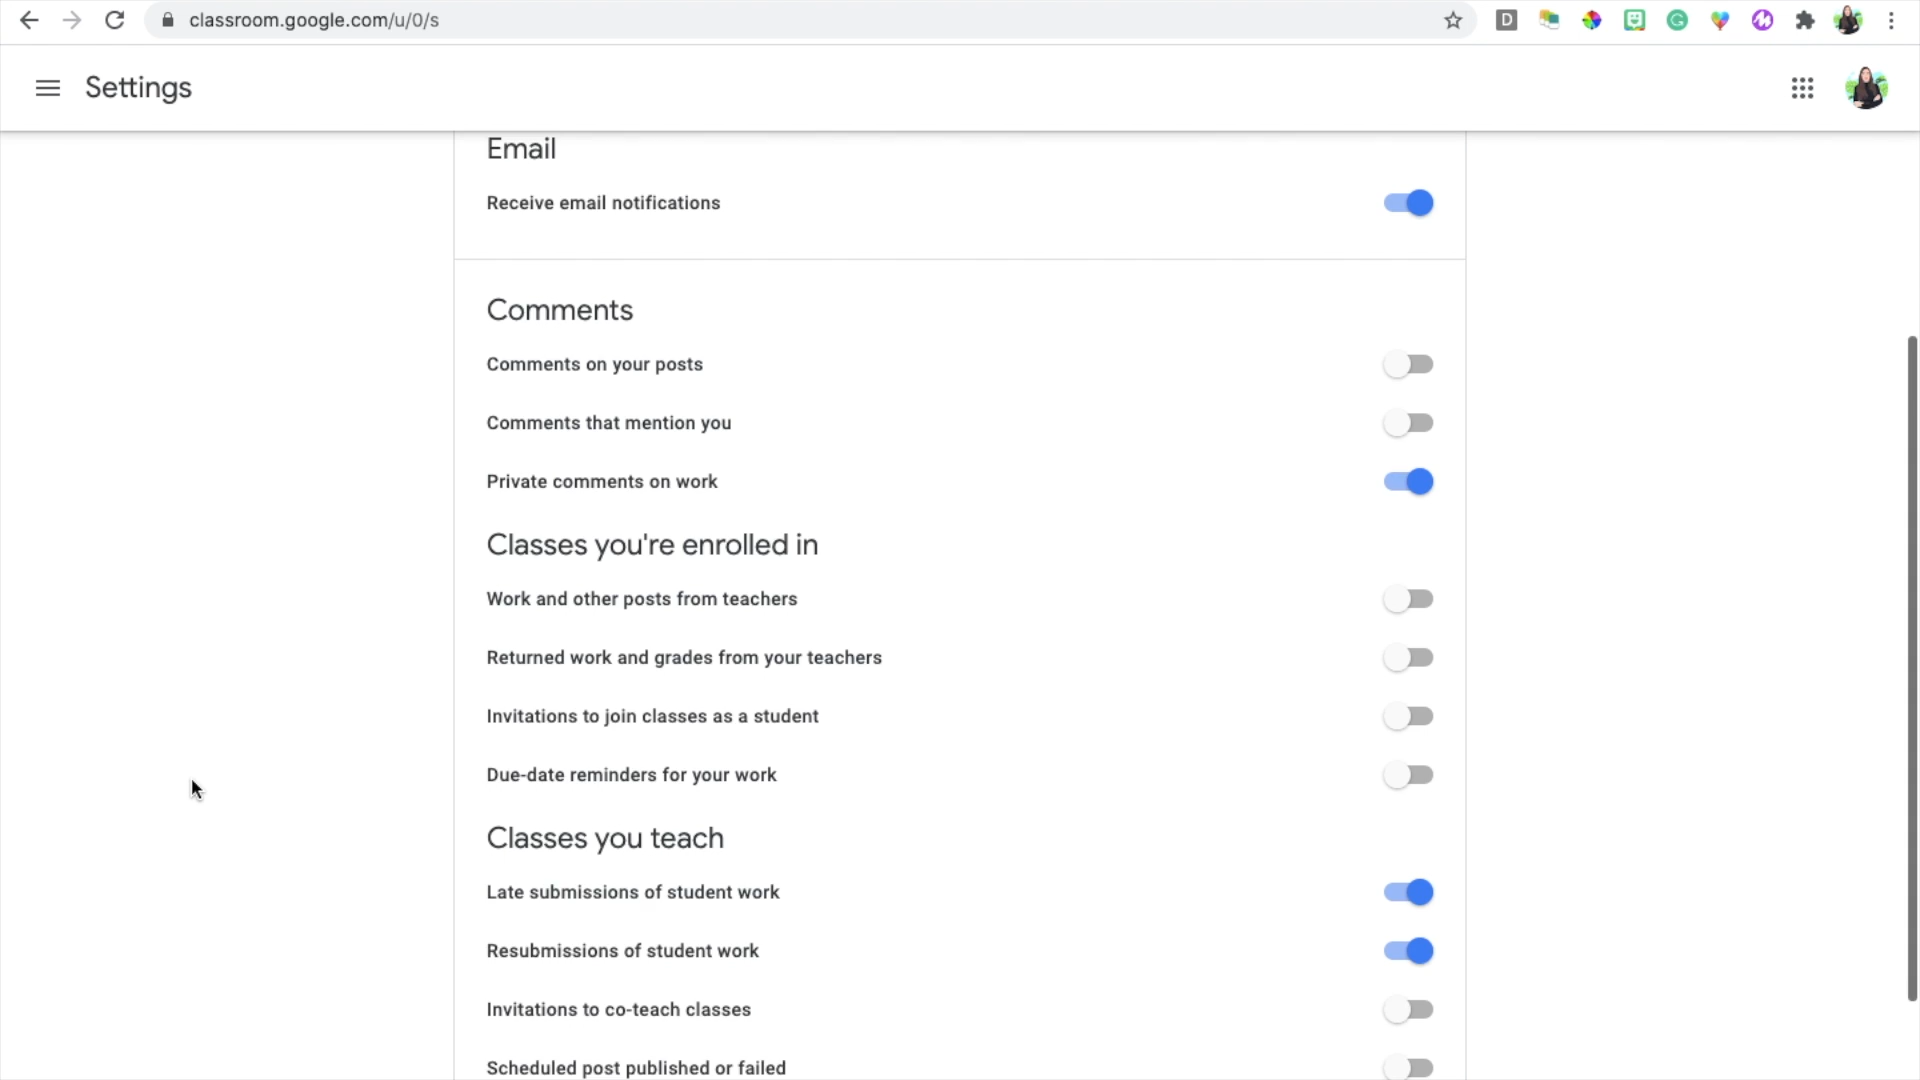 classroom.google.com/u/0/s
D
Settings
Email
Receive email notifications
Comments
Comments on your posts
Comments that mention you
Private comments on work
Classes you're enrolled in
Work and other posts from teachers
Returned work and grades from your teachers
Invitations to join classes as a student
Due-date reminders for your work
Classes you teach
Late submissions of student work
Resubmissions of student work
Invitations to co-teach classes
Scheduled post published or failed